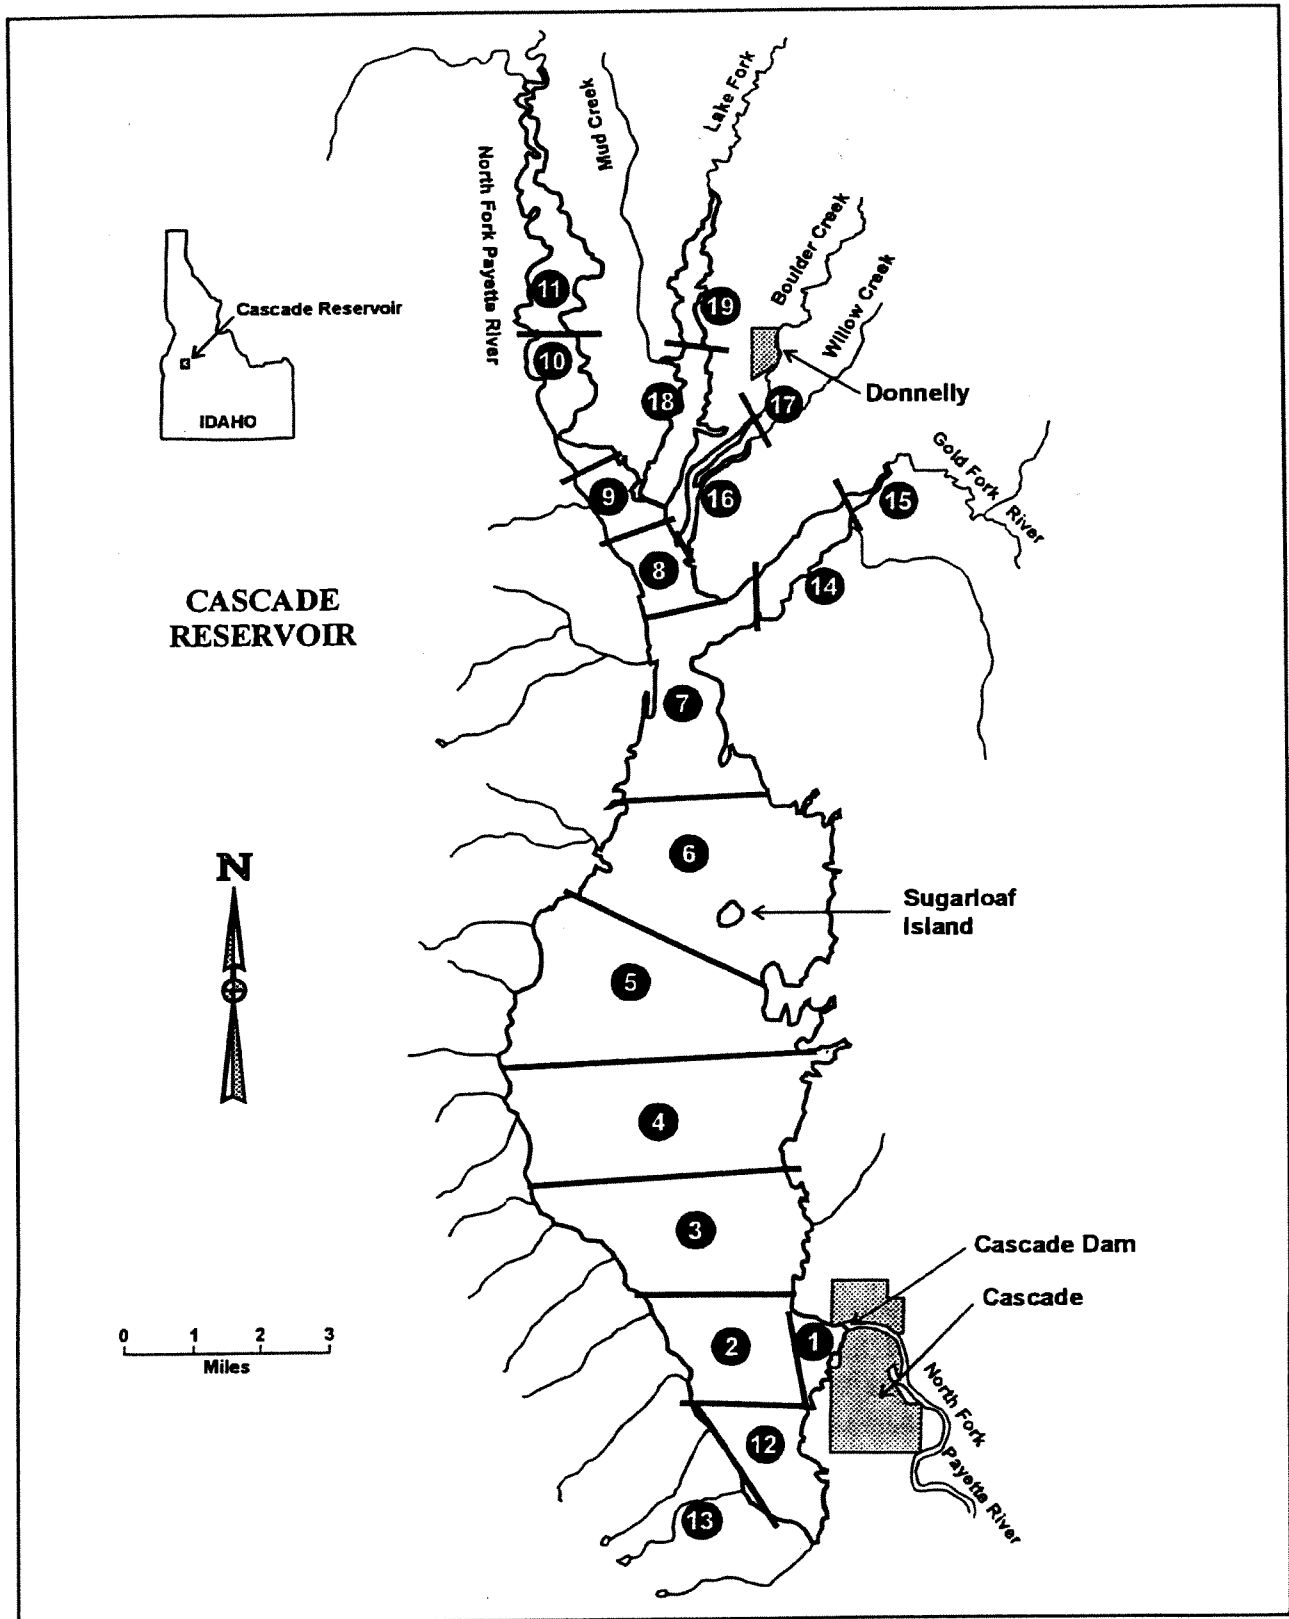 Lake Fork
Mud Creek
North Fork Payette River
Boulder Creek
Willow Creek
11
19
Cascade Reservoir
10
IDAHO
18
17
Donnelly
Gold Fork River
9
16
15
8
14
CASCADE
RESERVOIR
7
N
6
Sugarloaf
Island
5
4
3
Cascade Dam
Cascade
0 1 2 3
Miles
2
1
North Fork
Payette River
12
13